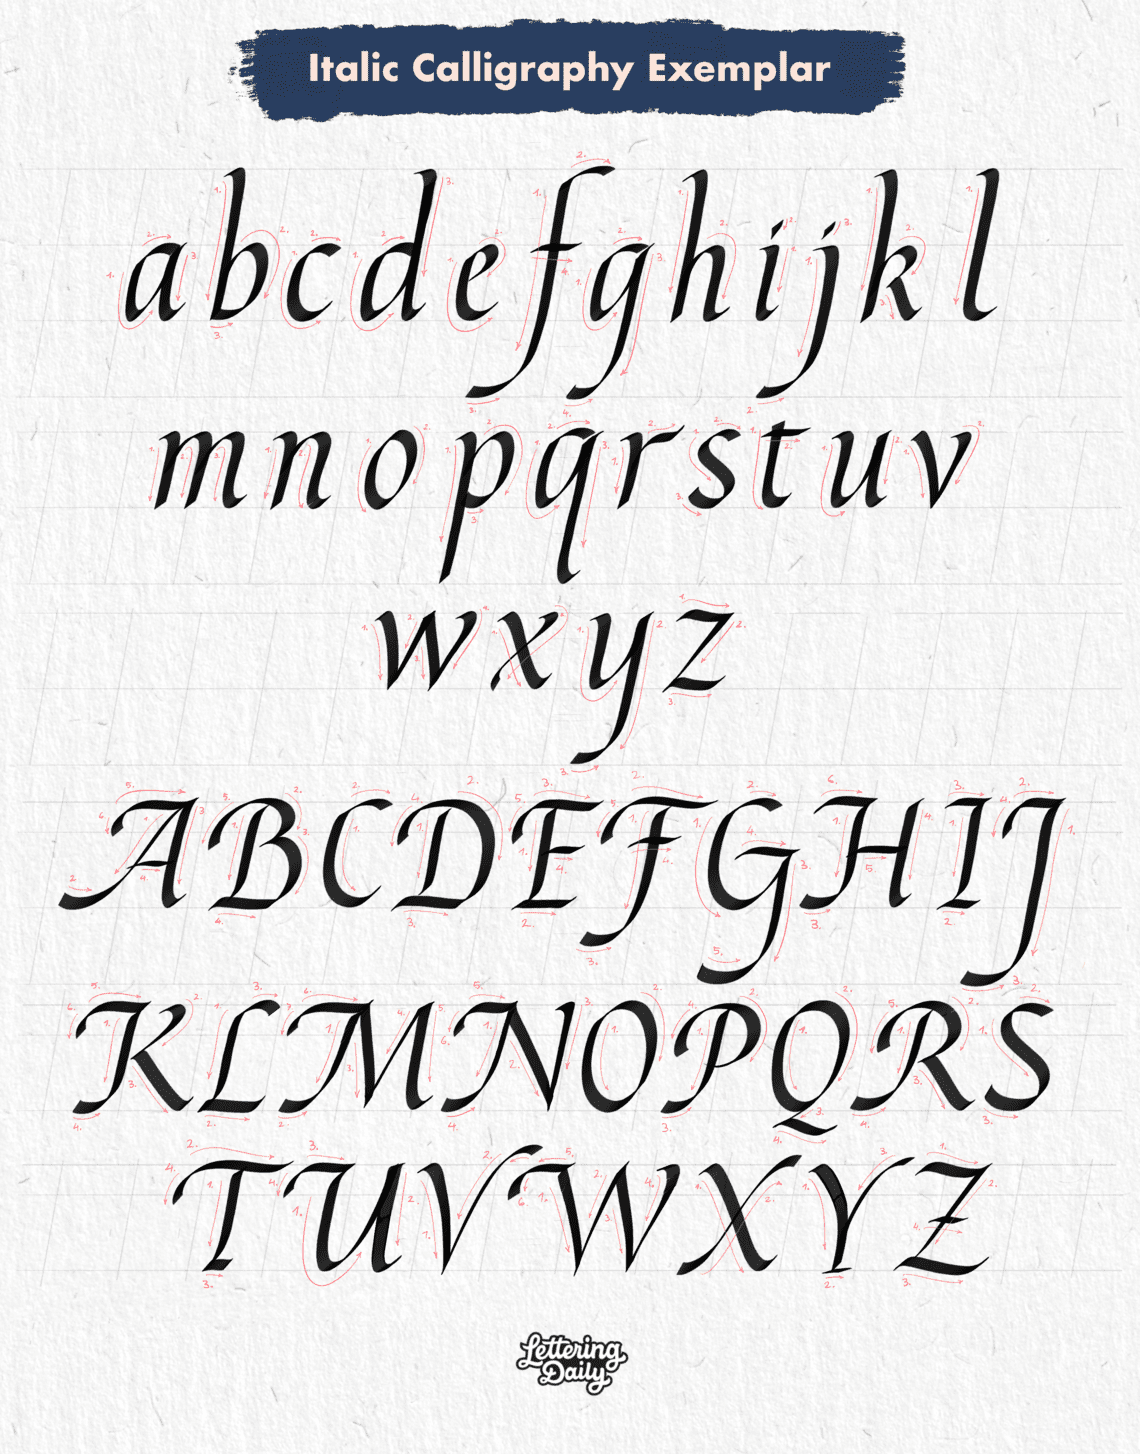 Italic Calligraphy Exemplar
a b c d e f g h i j k l
m n o p q r s t u v
w x y z
A B C D E F G H I J
K L M N O P Q R S
T U V W X Y Z
Lettering
Daily